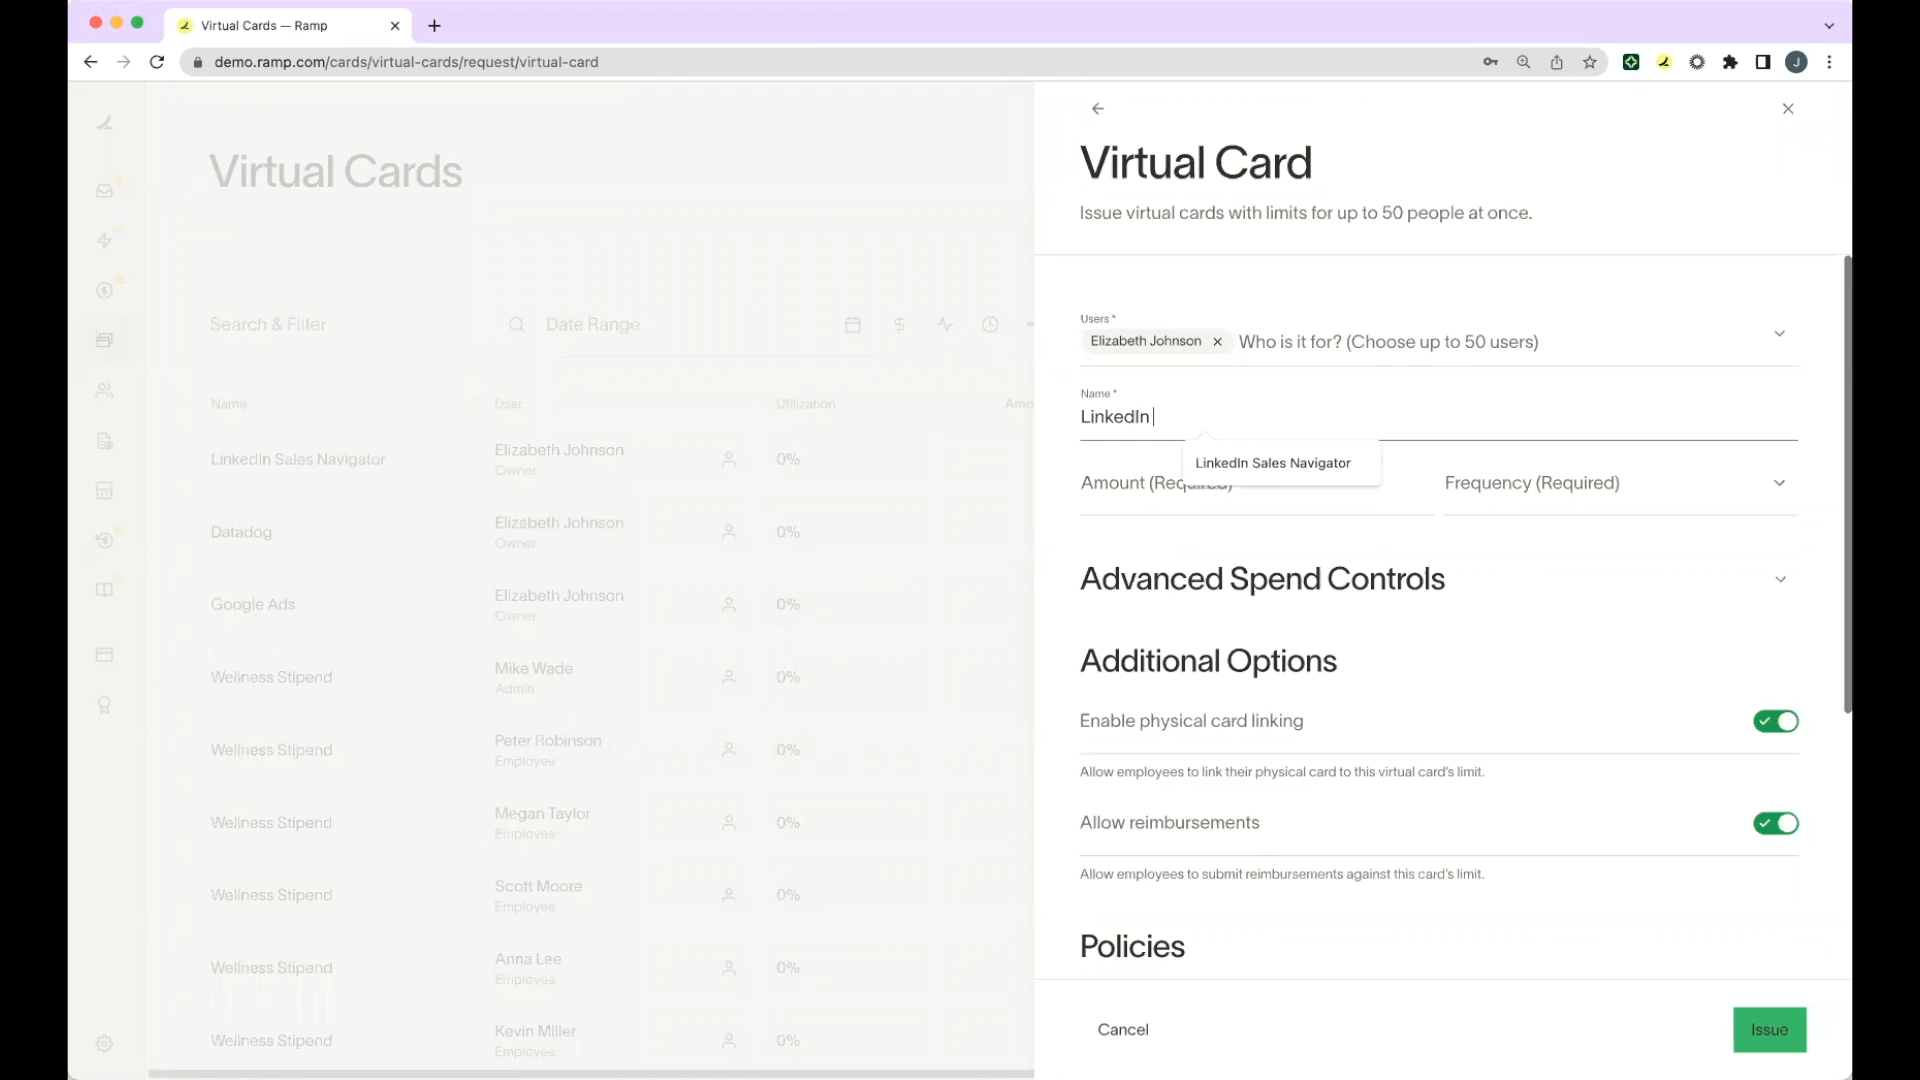 Virtual Cards — Ramp
demo.ramp.com/cards/virtual-cards/request/virtual-card
J
Virtual Cards
Search & Filter
Date Range
Name User Utilization Amo
LinkedIn Sales Navigator Elizabeth Johnson 0%
Owner
Datadog Elizabeth Johnson 0%
Owner
Google Ads Elizabeth Johnson 0%
Owner
Wellness Stipend Mike Wade 0%
Admin
Wellness Stipend Peter Robinson 0%
Employee
Wellness Stipend Megan Taylor 0%
Employee
Wellness Stipend Scott Moore 0%
Employee
Wellness Stipend Anna Lee 0%
Employee
Wellness Stipend Kevin Miller 0%
Employee
Virtual Card
Issue virtual cards with limits for up to 50 people at once.
Users *
Elizabeth Johnson Who is it for? (Choose up to 50 users)
Name *
LinkedIn
LinkedIn Sales Navigator
Amount (Required) Frequency (Required)
Advanced Spend Controls
Additional Options
Enable physical card linking
Allow employees to link their physical card to this virtual card's limit.
Allow reimbursements
Allow employees to submit reimbursements against this card's limit.
Policies
Cancel
Issue